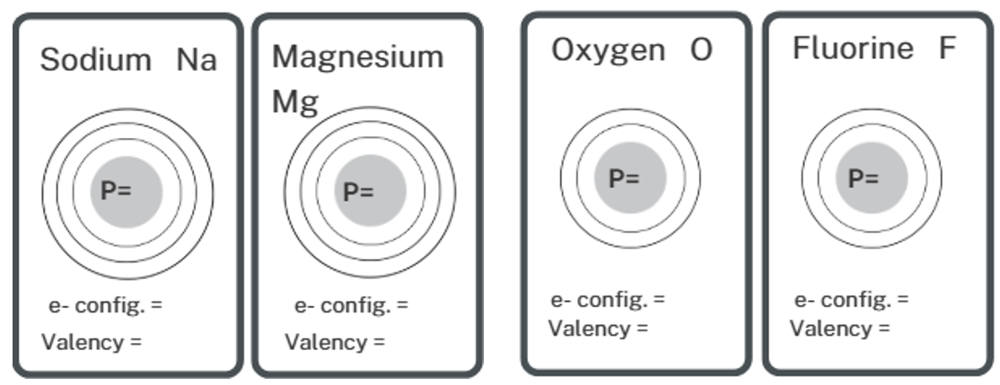 Sodium Na
P=
e- config. =
Valency =
Magnesium
Mg
P=
e- config. =
Valency =
Oxygen O
P=
e- config. =
Valency =
Fluorine F
P=
e- config. =
Valency =